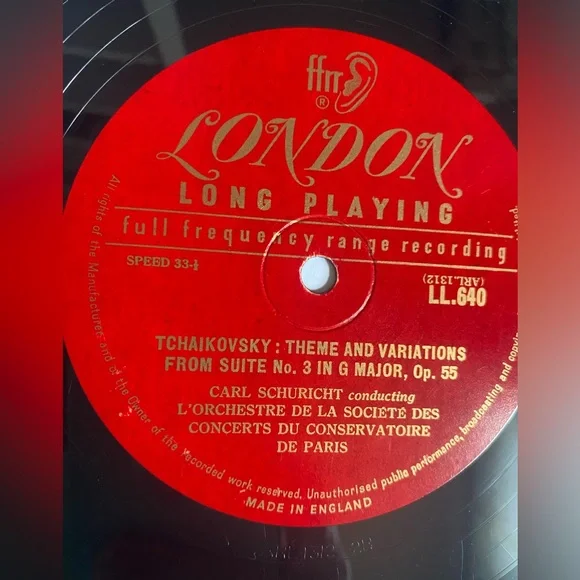 ffrr
®
LONDON
LONG PLAYING
full frequency range recording
SPEED 33-⅓
(ARL.1312)
LL.640
TCHAIKOVSKY : THEME AND VARIATIONS
FROM SUITE No. 3 IN G MAJOR, Op. 55
CARL SCHURICHT conducting
L'ORCHESTRE DE LA SOCIÉTÉ DES
CONCERTS DU CONSERVATOIRE
DE PARIS
All rights of the Manufacturer and of the Owner of the recorded work reserved. Unauthorised public performance, broadcasting and copying
MADE IN ENGLAND